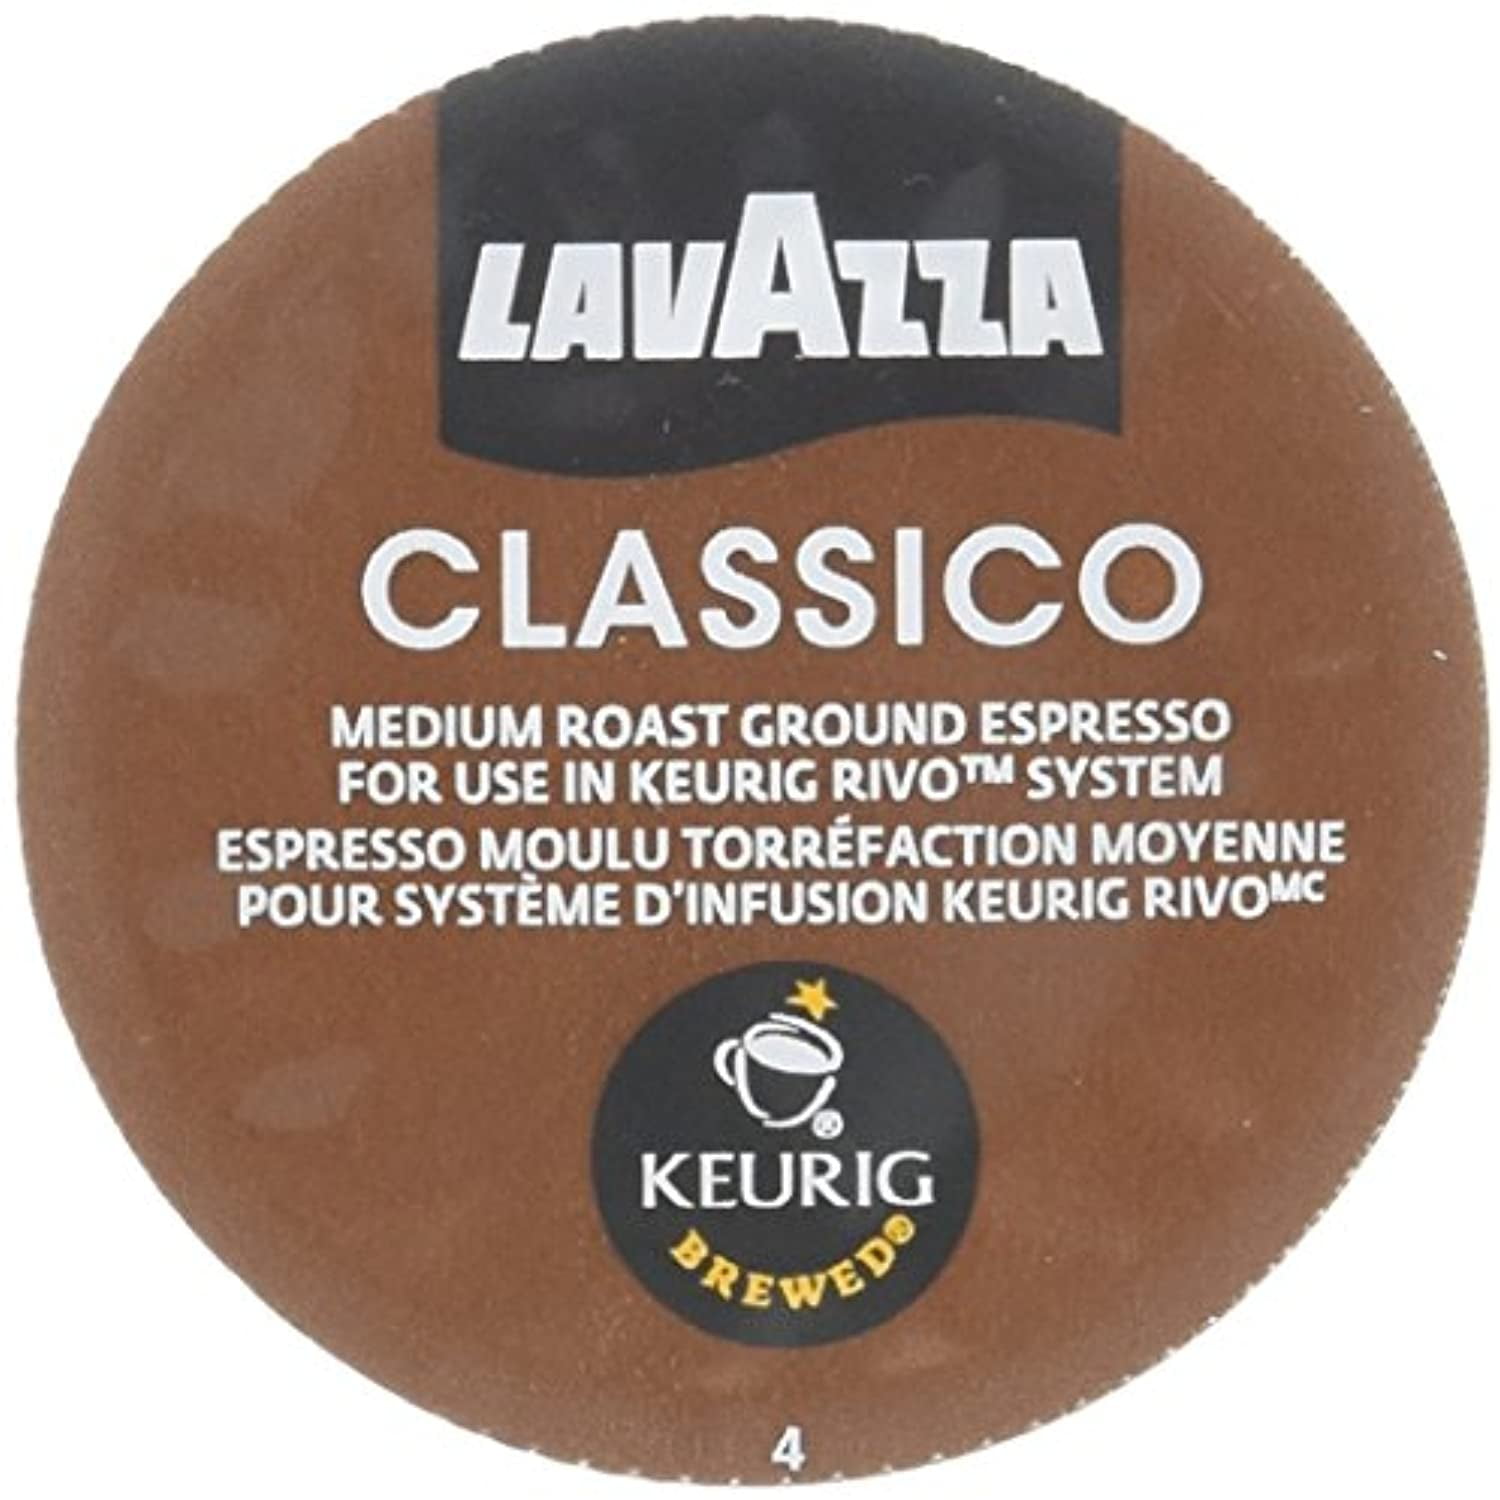 LAVAZZA
CLASSICO
MEDIUM ROAST GROUND ESPRESSO
FOR USE IN KEURIG RIVO™ SYSTEM
ESPRESSO MOULU TORRÉFACTION MOYENNE
POUR SYSTÈME D'INFUSION KEURIG RIVOᴹᶜ
®
KEURIG
BREWED®
4